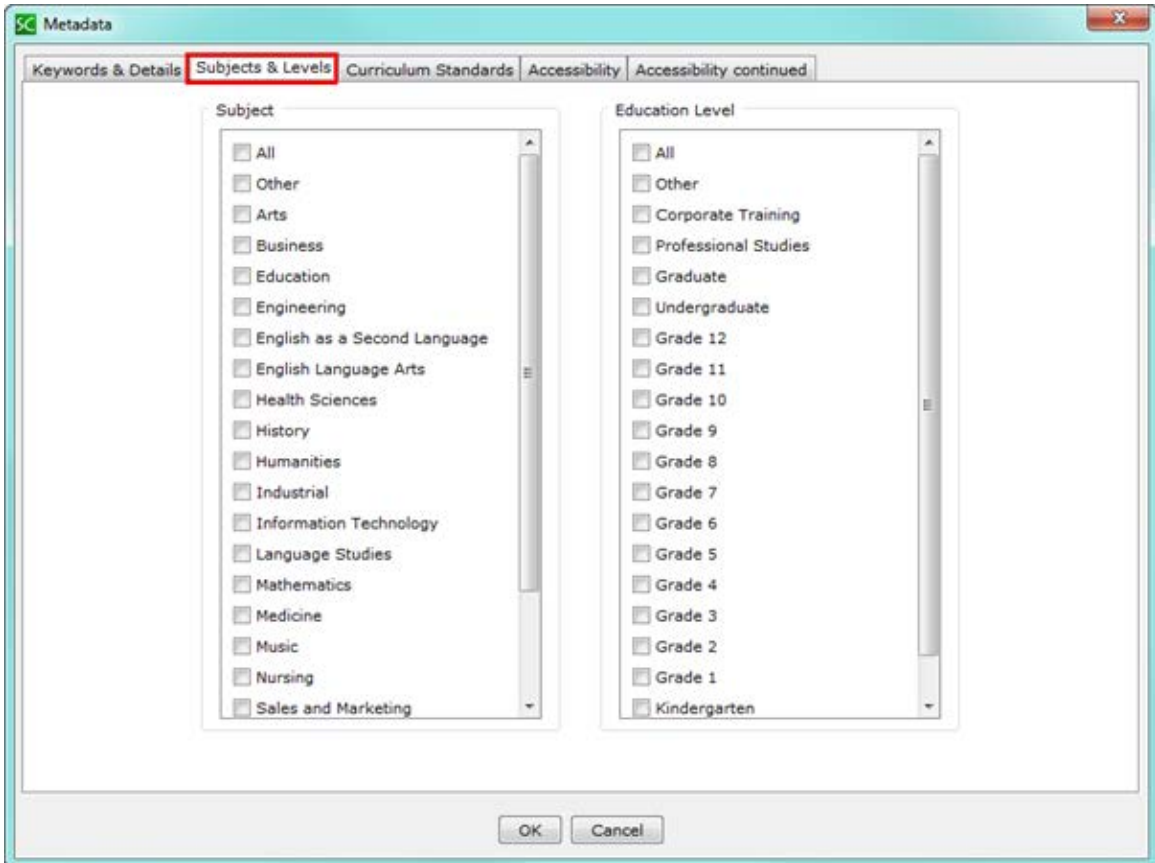 SC Metadata
Keywords & Details Subjects & Levels Curriculum Standards Accessibility Accessibility continued
Subject
All
Other
Arts
Business
Education
Engineering
English as a Second Language
English Language Arts
Health Sciences
History
Humanities
Industrial
Information Technology
Language Studies
Mathematics
Medicine
Music
Nursing
Sales and Marketing
Education Level
All
Other
Corporate Training
Professional Studies
Graduate
Undergraduate
Grade 12
Grade 11
Grade 10
Grade 9
Grade 8
Grade 7
Grade 6
Grade 5
Grade 4
Grade 3
Grade 2
Grade 1
Kindergarten
OK Cancel